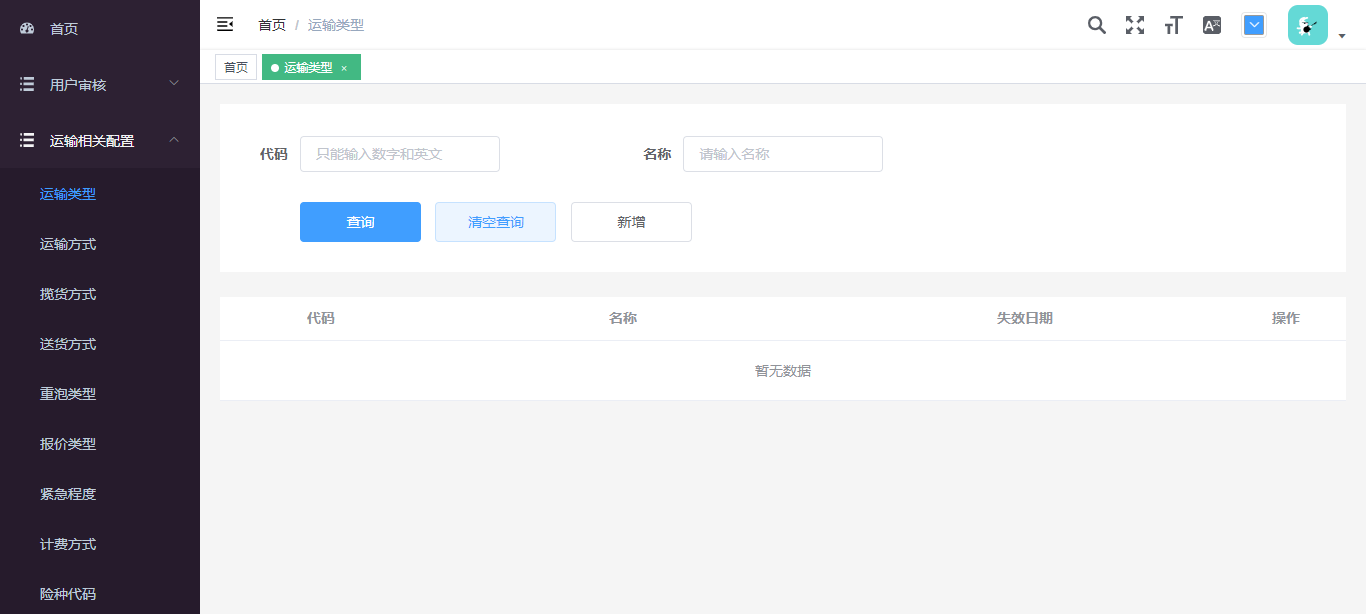 首页
用户审核
运输相关配置
运输类型
运输方式
揽货方式
送货方式
重泡类型
报价类型
紧急程度
计费方式
险种代码
首页 / 运输类型
首页 运输类型 ×
代码 只能输入数字和英文 名称 请输入名称
查询 清空查询 新增
代码 名称 失效日期 操作
暂无数据